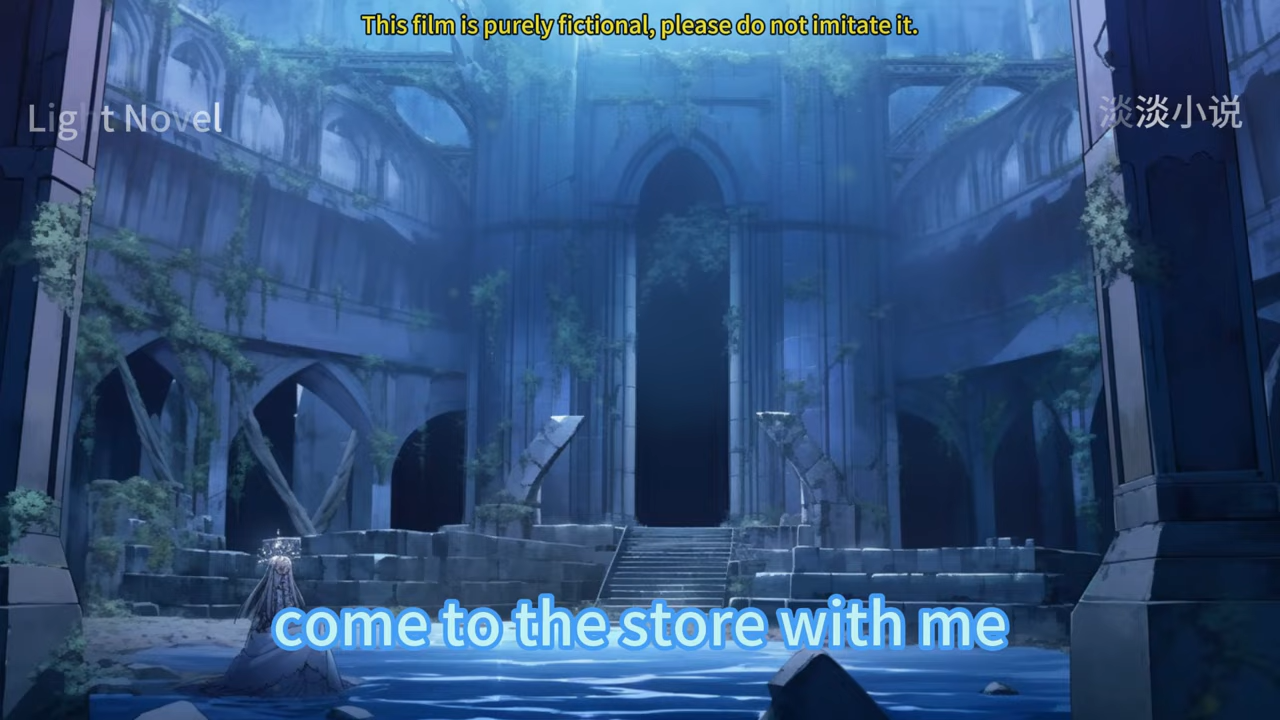 This film is purely fictional, please do not imitate it.
Light Novel
淡淡小说
come to the store with me